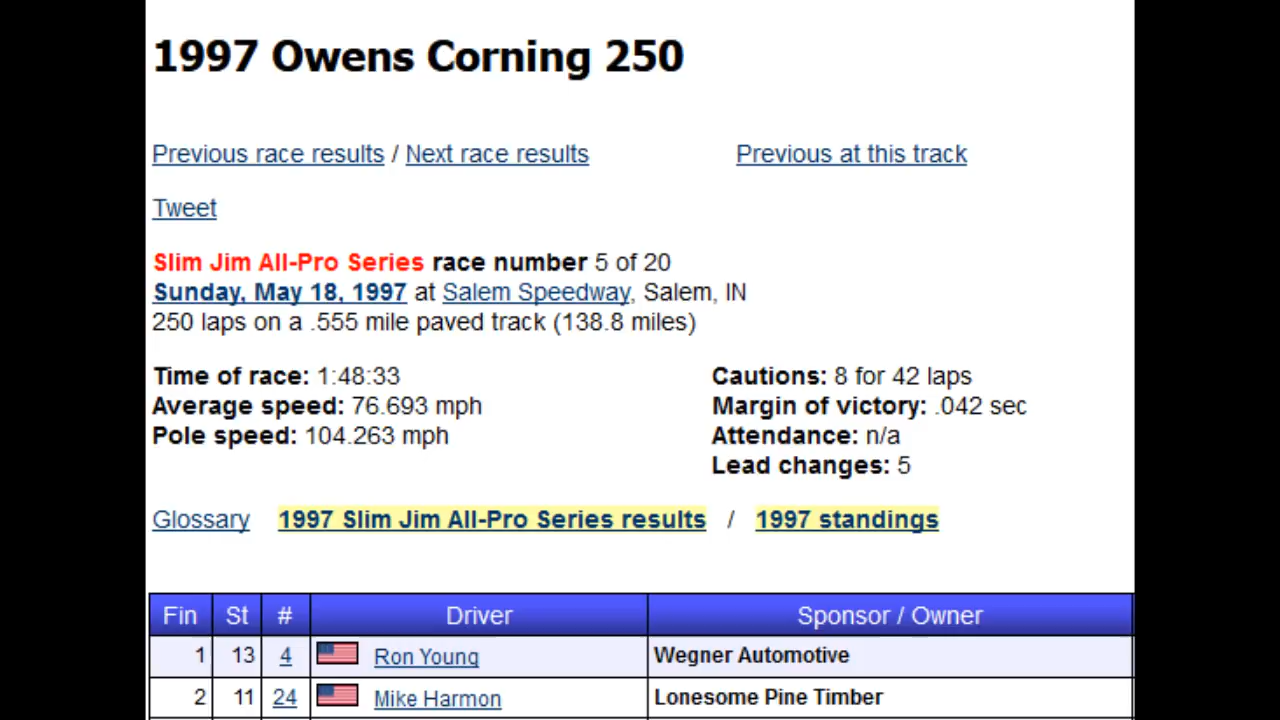 1997 Owens Corning 250
Previous race results / Next race results Previous at this track
Tweet
Slim Jim All-Pro Series race number 5 of 20
Sunday, May 18, 1997 at Salem Speedway, Salem, IN
250 laps on a .555 mile paved track (138.8 miles)
Time of race: 1:48:33 Cautions: 8 for 42 laps
Average speed: 76.693 mph Margin of victory: .042 sec
Pole speed: 104.263 mph Attendance: n/a
Lead changes: 5
Glossary 1997 Slim Jim All-Pro Series results / 1997 standings
Fin St # Driver Sponsor / Owner
1 13 4 Ron Young Wegner Automotive
2 11 24 Mike Harmon Lonesome Pine Timber